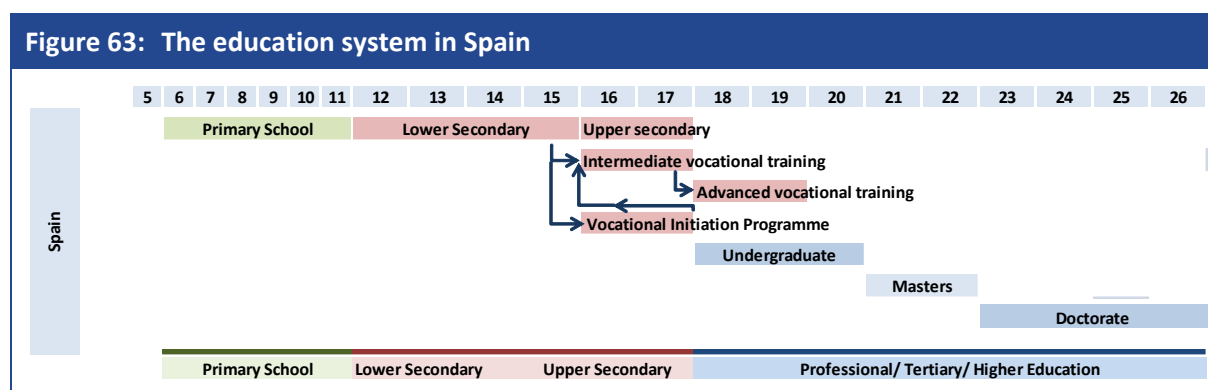 Figure 63: The education system in Spain
5 6 7 8 9 10 11 12 13 14 15 16 17 18 19 20 21 22 23 24 25 26
Spain
Primary School Lower Secondary Upper secondary
Intermediate vocational training
Advanced vocational training
Vocational Initiation Programme
Undergraduate
Masters
Doctorate
Primary School Lower Secondary Upper Secondary Professional/ Tertiary/ Higher Education